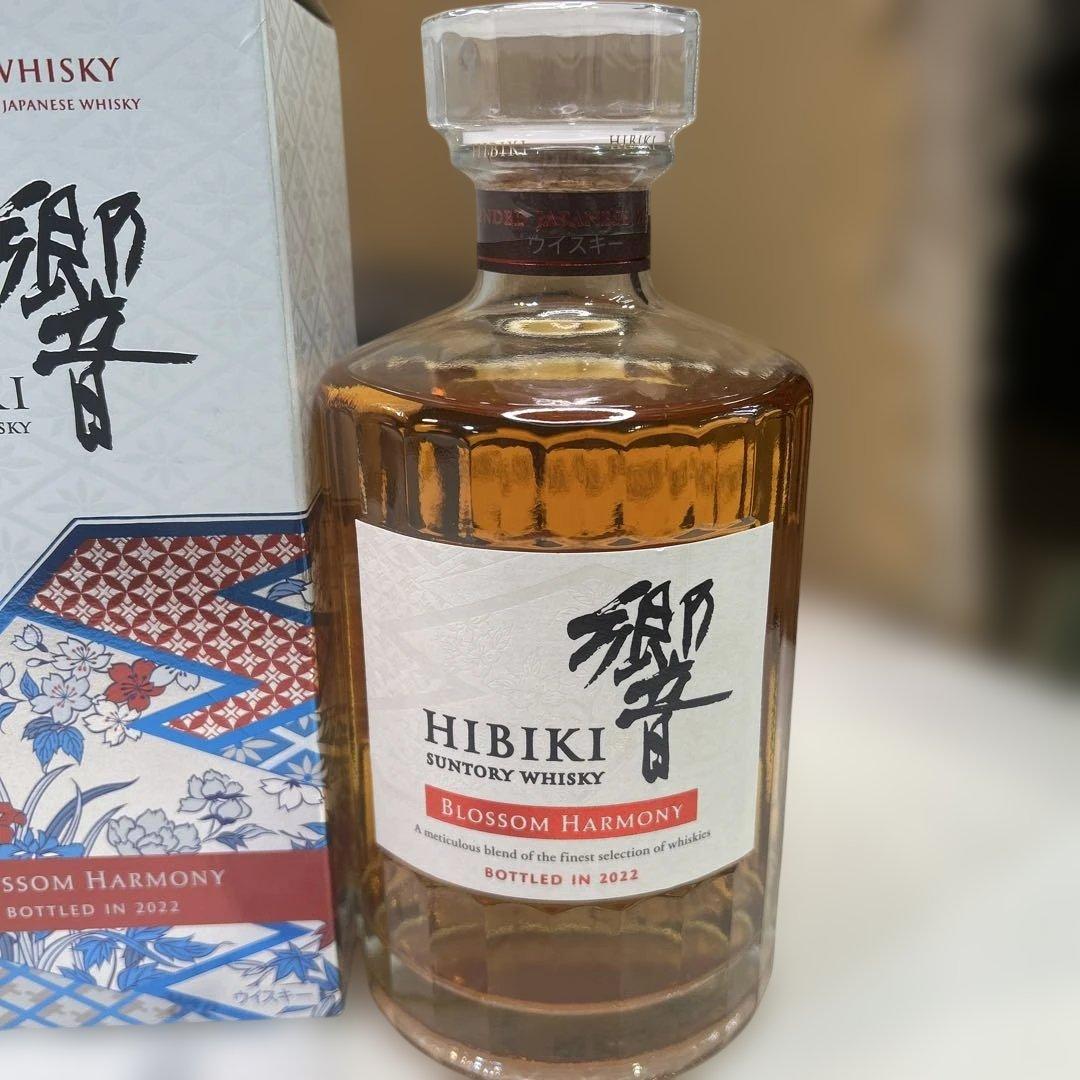 WHISKY
JAPANESE WHISKY
響
KI
SKY
SSOM HARMONY
BOTTLED IN 2022
ウイスキー
HIBIKI HIBIKI
JAPANESE
ウイスキー
響
HIBIKI
SUNTORY WHISKY
BLOSSOM HARMONY
A meticulous blend of the finest selection of whiskies
BOTTLED IN 2022